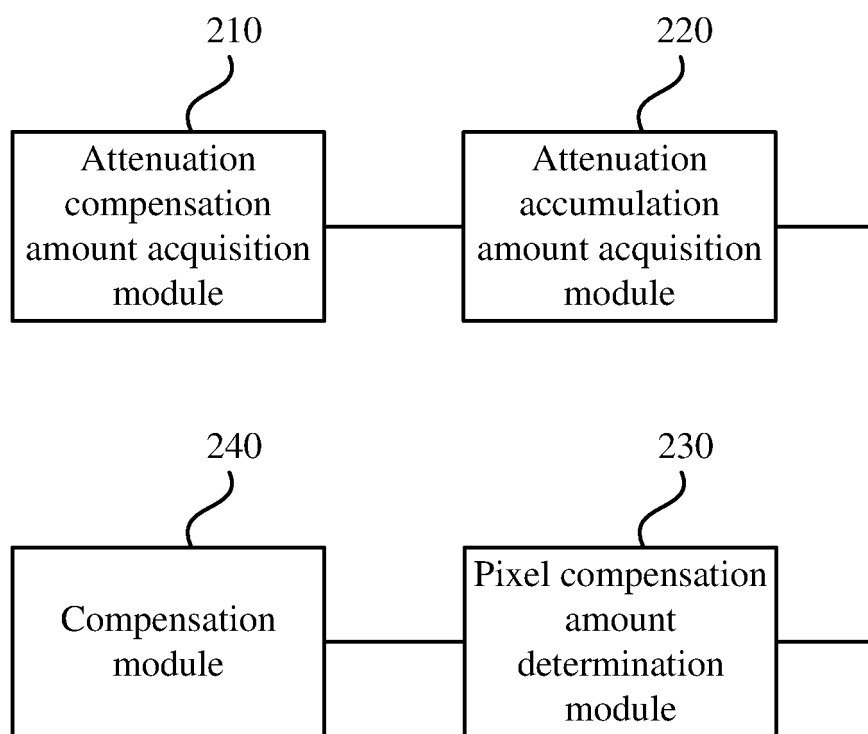 210
220
Attenuation
compensation
amount acquisition
module
Attenuation
accumulation
amount acquisition
module
240
230
Compensation
module
Pixel compensation
amount
determination
module